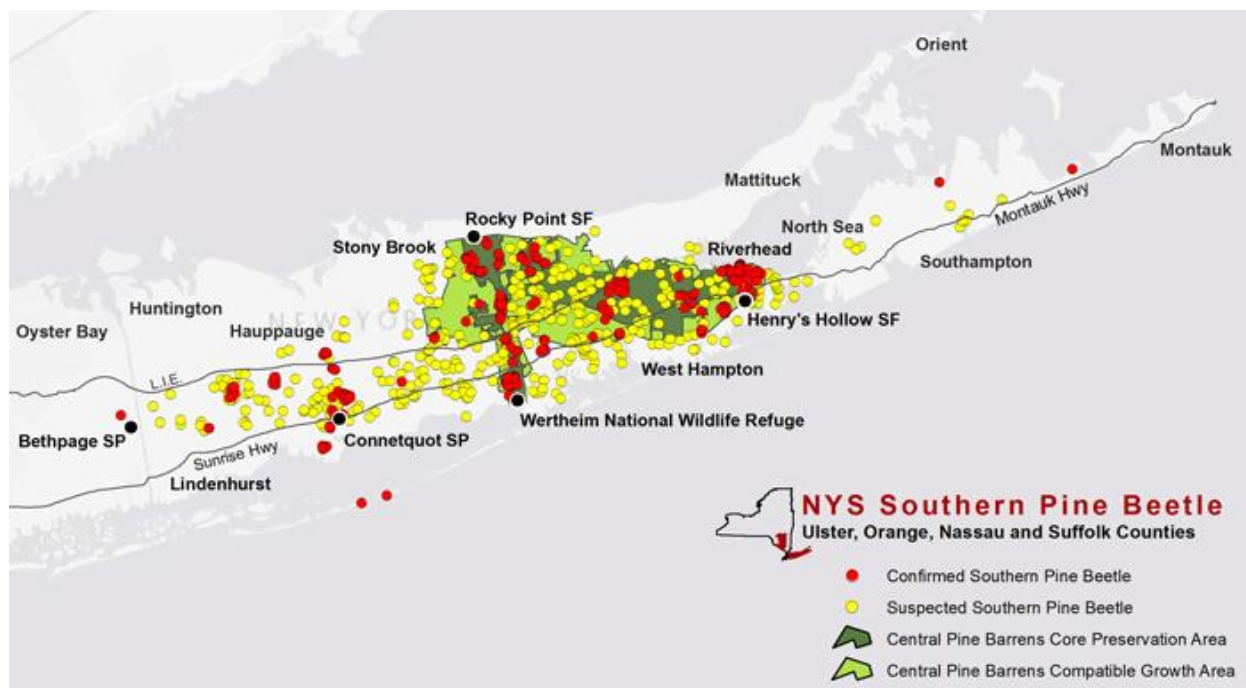 Orient
Montauk
Mattituck
Montauk Hwy
Rocky Point SF
North Sea
Stony Brook
Riverhead
Southampton
Huntington
NEW YOR
Oyster Bay
Hauppauge
Henry's Hollow SF
L.I.E.
West Hampton
Wertheim National Wildlife Refuge
Bethpage SP
Connetquot SP
Sunrise Hwy
Lindenhurst
NYS Southern Pine Beetle
Ulster, Orange, Nassau and Suffolk Counties
Confirmed Southern Pine Beetle
Suspected Southern Pine Beetle
Central Pine Barrens Core Preservation Area
Central Pine Barrens Compatible Growth Area